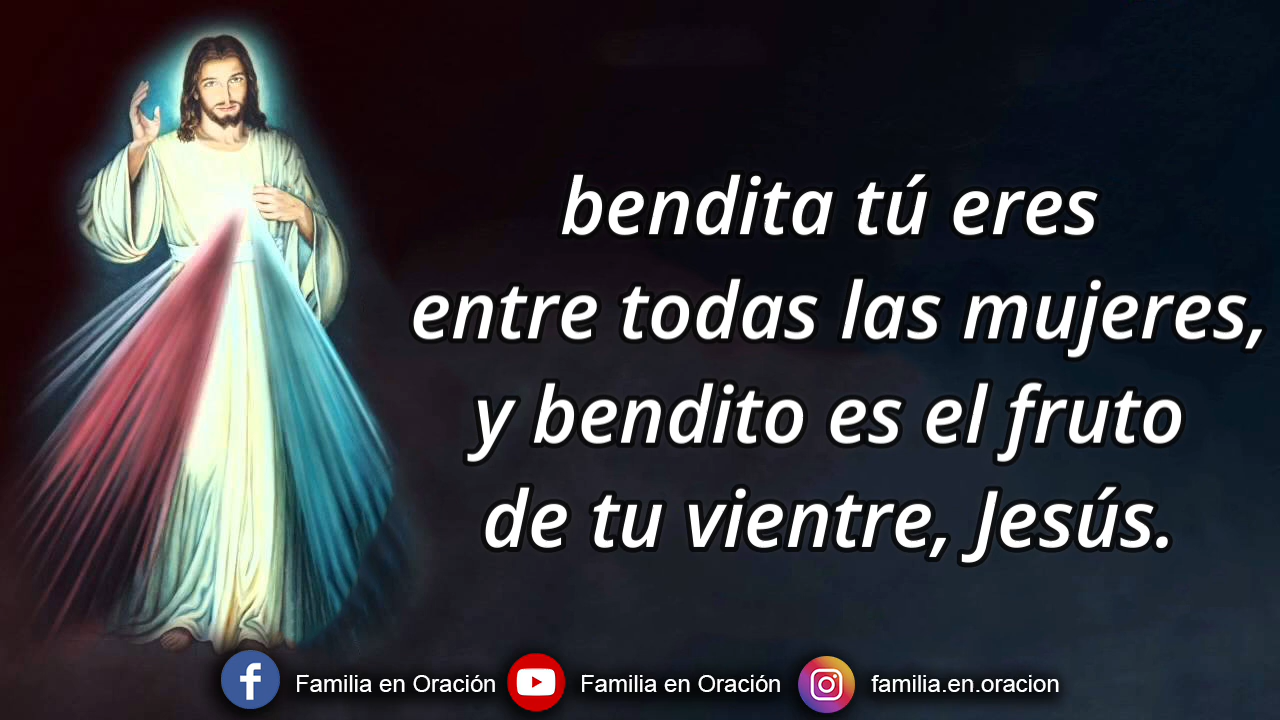 bendita tú eres
entre todas las mujeres,
y bendito es el fruto
de tu vientre, Jesús.
Familia en Oración Familia en Oración familia.en.oracion